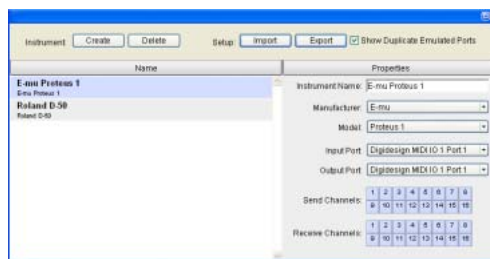 Instrument: Create Delete Setup: Import Export Show Duplicate Emulated Ports
Name
Properties
E-mu Proteus 1
E-mu Proteus 1
Roland D-50
Roland D-50
Instrument Name: E-mu Proteus 1
Manufacturer: E-mu
Model: Proteus 1
Input Port: Digidesign MIDI IO 1 Port 1
Output Port: Digidesign MIDI IO 1 Port 1
Send Channels:
1 2 3 4 5 6 7 8
9 10 11 12 13 14 15 16
Receive Channels:
1 2 3 4 5 6 7 8
9 10 11 12 13 14 15 16